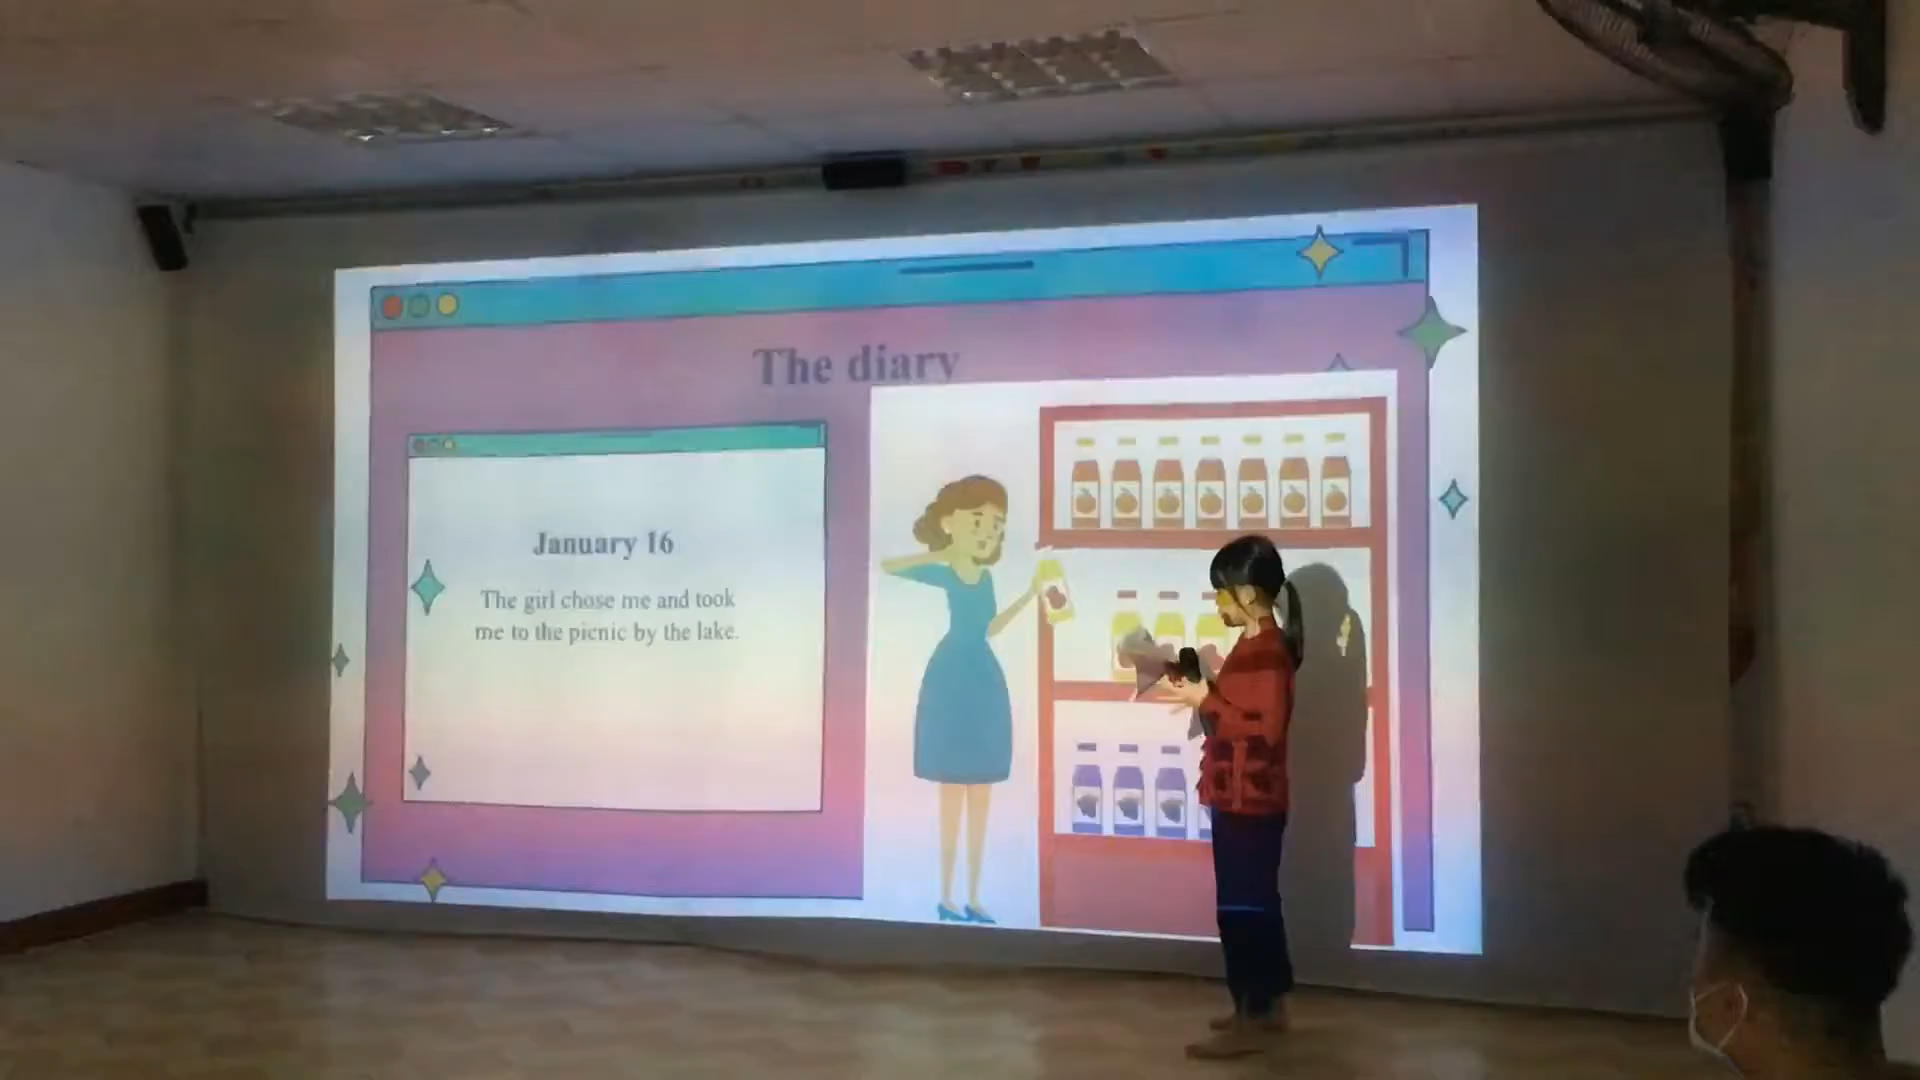 The diary
January 16
The girl chose me and took
me to the picnic by the lake.